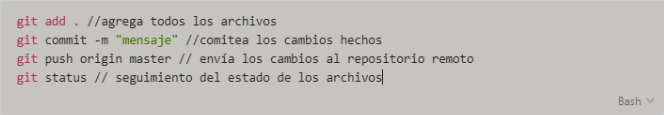 git add . //agrega todos los archivos
git commit -m "mensaje" //comitea los cambios hechos
git push origin master // envía los cambios al repositorio remoto
git status // seguimiento del estado de los archivos
Bash